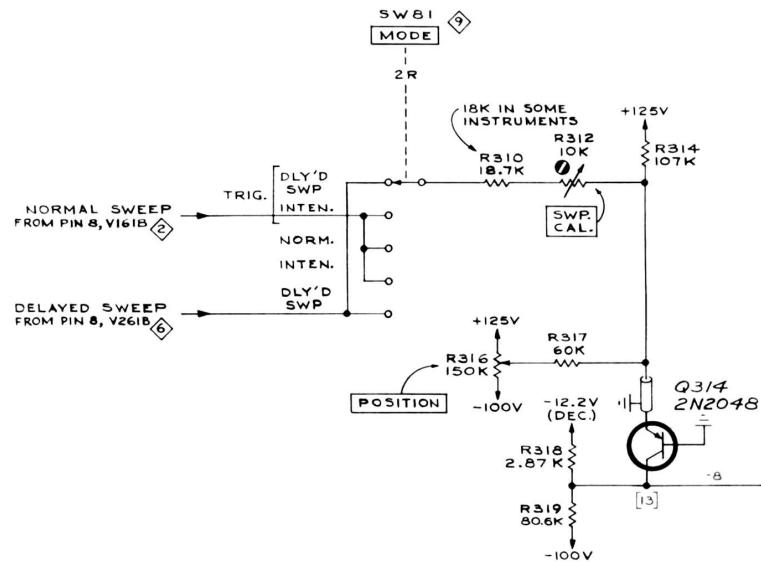 SW81
9
MODE
2R
18K IN SOME
INSTRUMENTS
R310
18.7K
R312
10K
SWP.
CAL.
+125V
R314
107K
TRIG.
DLY'D
SWP
INTEN.
NORM.
INTEN.
DLY'D
SWP
NORMAL SWEEP
FROM PIN 8, V161B
2
DELAYED SWEEP
FROM PIN 8, V261B
6
+125V
R316
150K
-100V
POSITION
R317
60K
Q314
2N2048
-12.2V
(DEC.)
R318
2.87K
-8
[13]
R319
80.6K
-100V